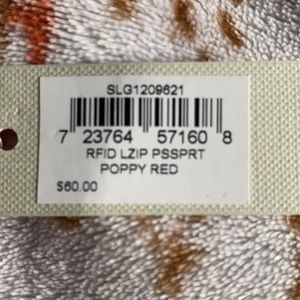 SLG1209621
7 23764 57160 8
RFID LZIP PSSPRT
POPPY RED
$60.00